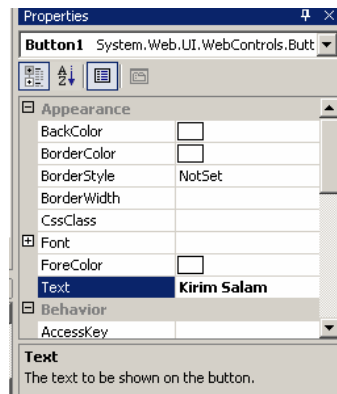 Properties
Button1 System.Web.UI.WebControls.Butt
Appearance
BackColor
BorderColor
BorderStyle NotSet
BorderWidth
CssClass
Font
ForeColor
Text Kirim Salam
Behavior
AccessKey
Text
The text to be shown on the button.